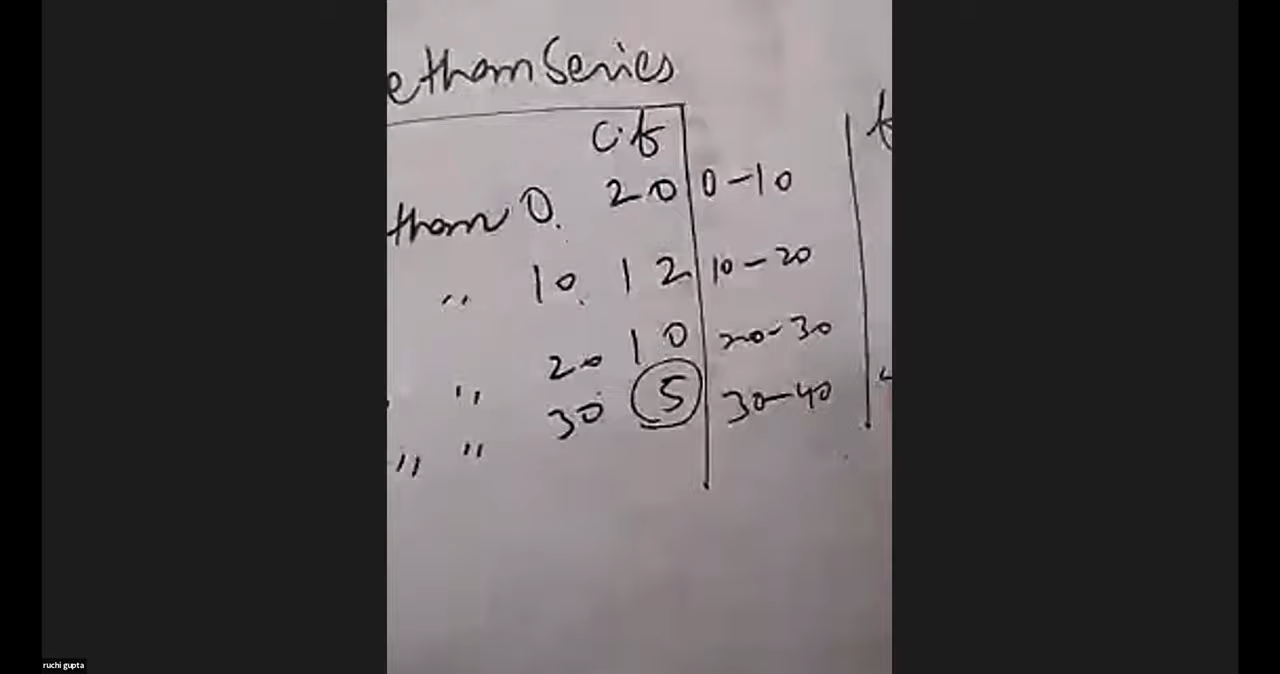 ethan Series
c.f
than 0. 20 0-10
" 10. 12 10-20
20 10 20-30
" 30 5 30-40
" "
ruchi gupta